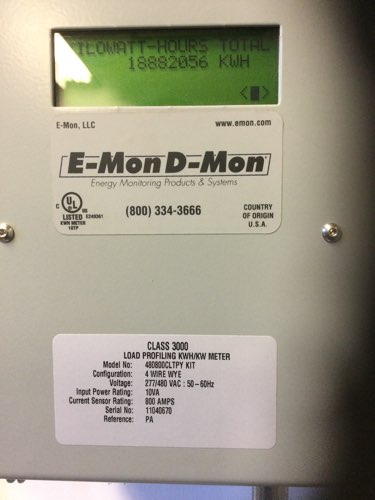 KILOWATT-HOURS TOTAL
18882056 KWH
<■>
E-Mon, LLC www.emon.com
E-MON D-MON®
Energy Monitoring Products & Systems
C UL US
LISTED E249361
KWH METER
16TP
(800) 334-3666
COUNTRY
OF ORIGIN
U.S.A.
CLASS 3000
LOAD PROFILING KWH/KW METER
Model No: 480800CLTPY KIT
Configuration: 4 WIRE WYE
Voltage: 277/480 VAC : 50-60Hz
Input Power Rating: 10VA
Current Sensor Rating: 800 AMPS
Serial No: 11040670
Reference: PA